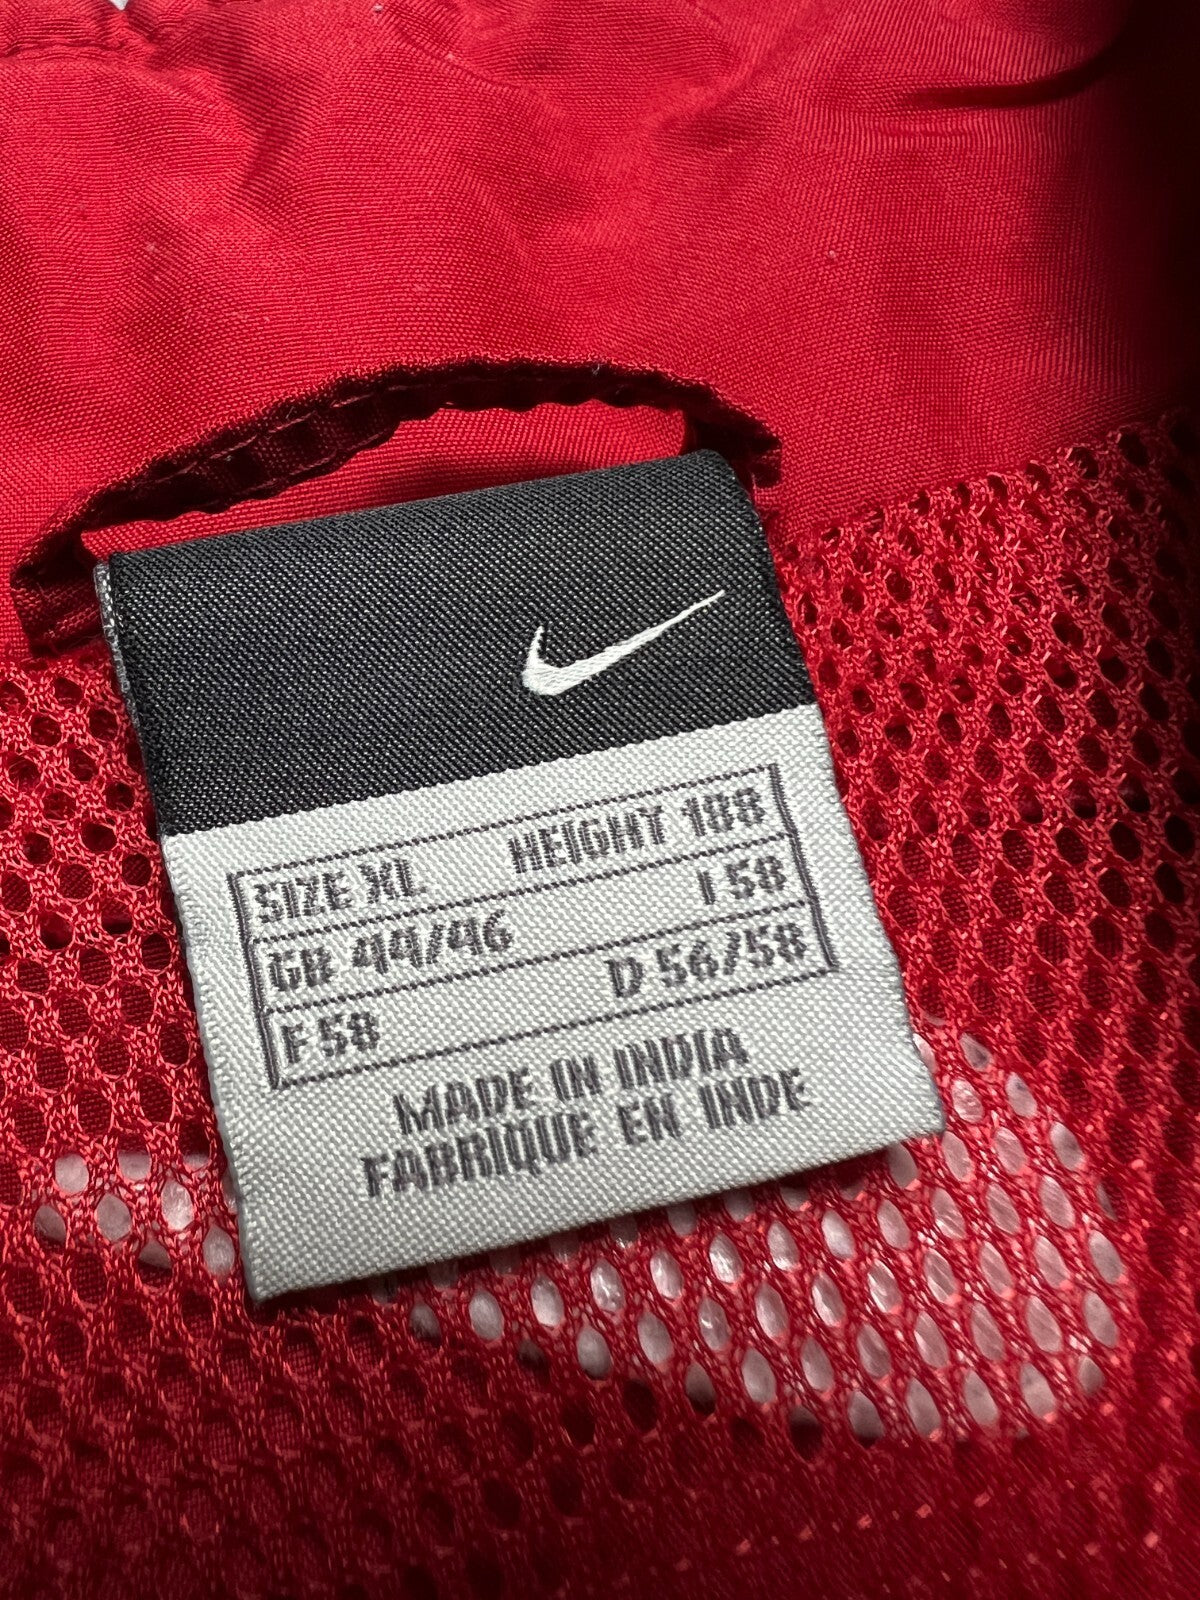 SIZE XL HEIGHT 188
GB 44/46 I 58
F 58 D 56/58
MADE IN INDIA
FABRIQUE EN INDE